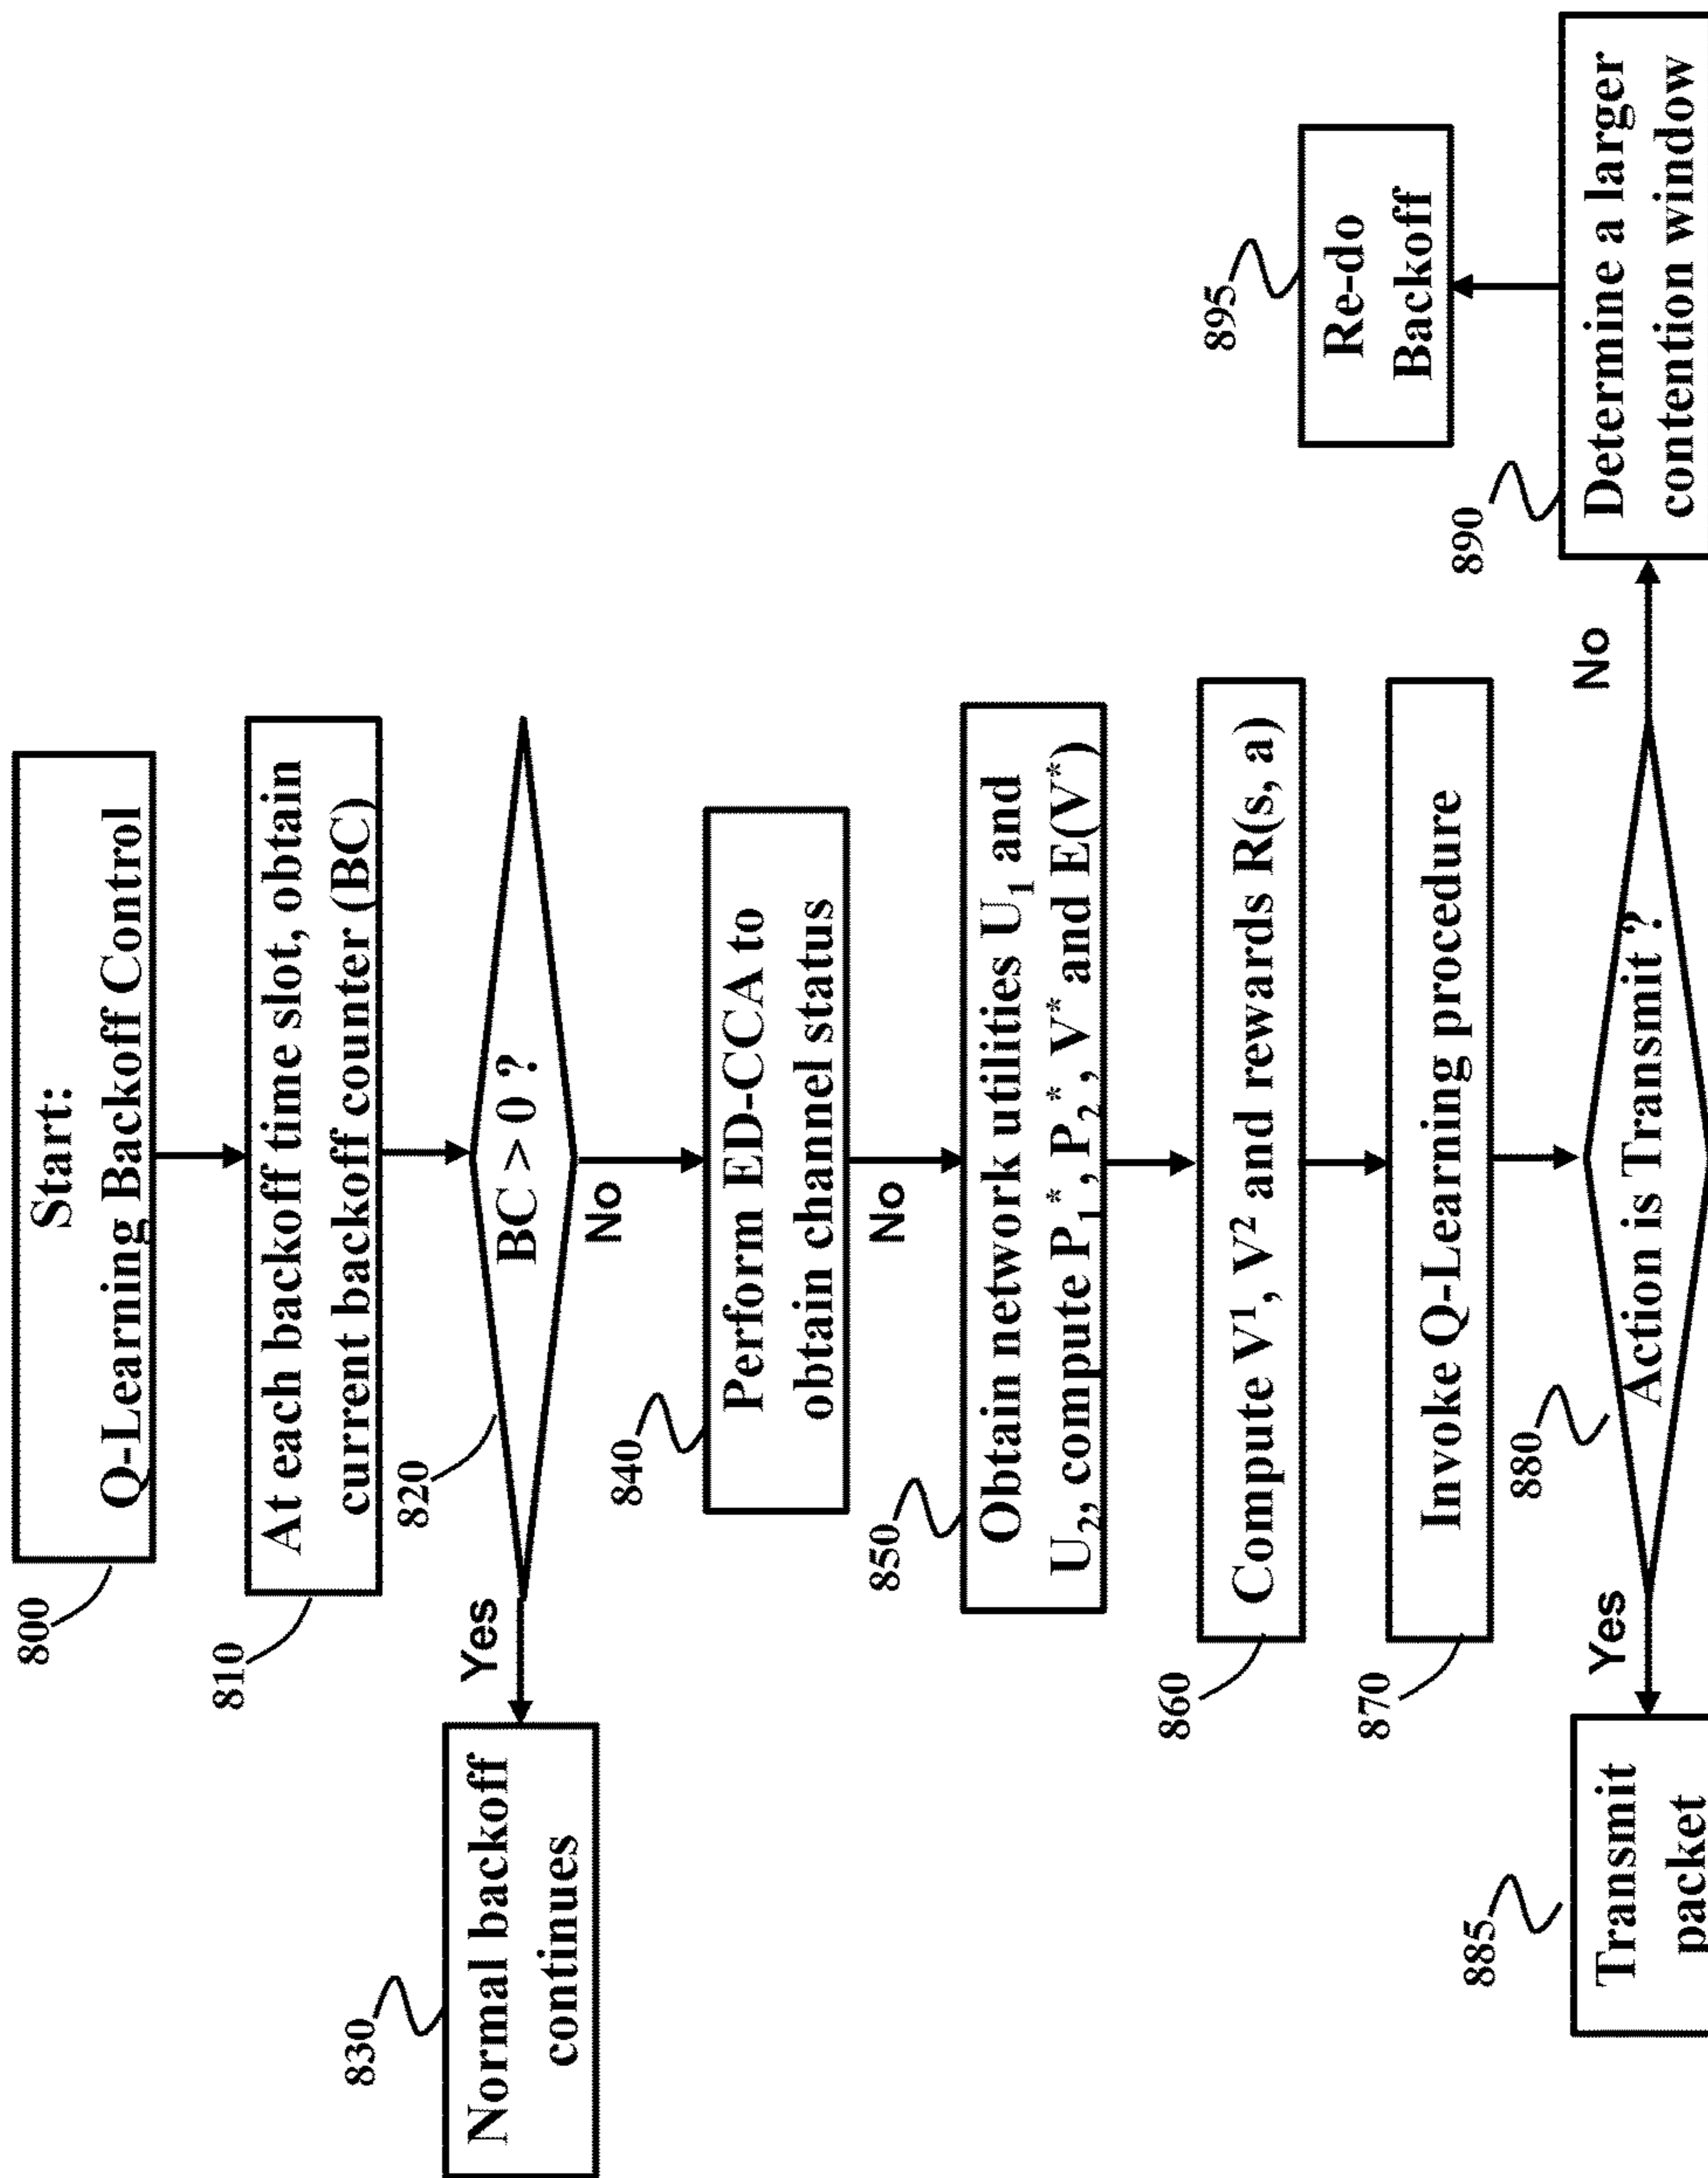 800
Start:
Q-Learning Backoff Control
810
At each backoff time slot, obtain
current backoff counter (BC)
820
BC > 0 ?
Yes
No
830
Normal backoff
continues
840
Perform ED-CCA to
obtain channel status
No
850
Obtain network utilities U₁ and
U₂, compute P₁*, P₂*, V* and E(V*)
860
Compute V¹, V² and rewards R(s, a)
870
Invoke Q-Learning procedure
880
Action is Transmit ?
Yes
No
885
Transmit
packet
890
Determine a larger
contention window
895
Re-do
Backoff